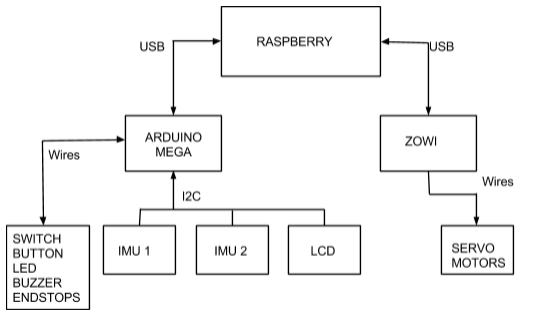 RASPBERRY
USB
USB
ARDUINO
MEGA
ZOWI
Wires
I2C
Wires
SWITCH
BUTTON
LED
BUZZER
ENDSTOPS
IMU 1
IMU 2
LCD
SERVO
MOTORS